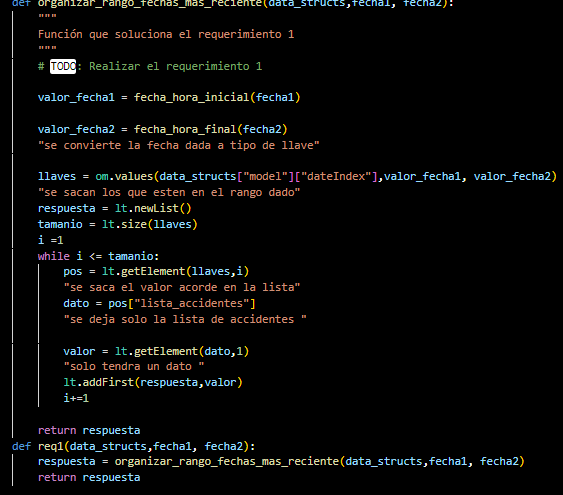 def organizar_rango_fechas_mas_reciente(data_structs,fecha1, fecha2):
"""
Función que soluciona el requerimiento 1
"""
# TODO: Realizar el requerimiento 1
valor_fecha1 = fecha_hora_inicial(fecha1)
valor_fecha2 = fecha_hora_final(fecha2)
"se convierte la fecha dada a tipo de llave"
llaves = om.values(data_structs["model"]["dateIndex"],valor_fecha1, valor_fecha2)
"se sacan los que esten en el rango dado"
respuesta = lt.newList()
tamanio = lt.size(llaves)
i =1
while i <= tamanio:
pos = lt.getElement(llaves,i)
"se saca el valor acorde en la lista"
dato = pos["lista_accidentes"]
"se deja solo la lista de accidentes "
valor = lt.getElement(dato,1)
"solo tendra un dato "
lt.addFirst(respuesta,valor)
i+=1
return respuesta
def req1(data_structs,fecha1, fecha2):
respuesta = organizar_rango_fechas_mas_reciente(data_structs,fecha1, fecha2)
return respuesta